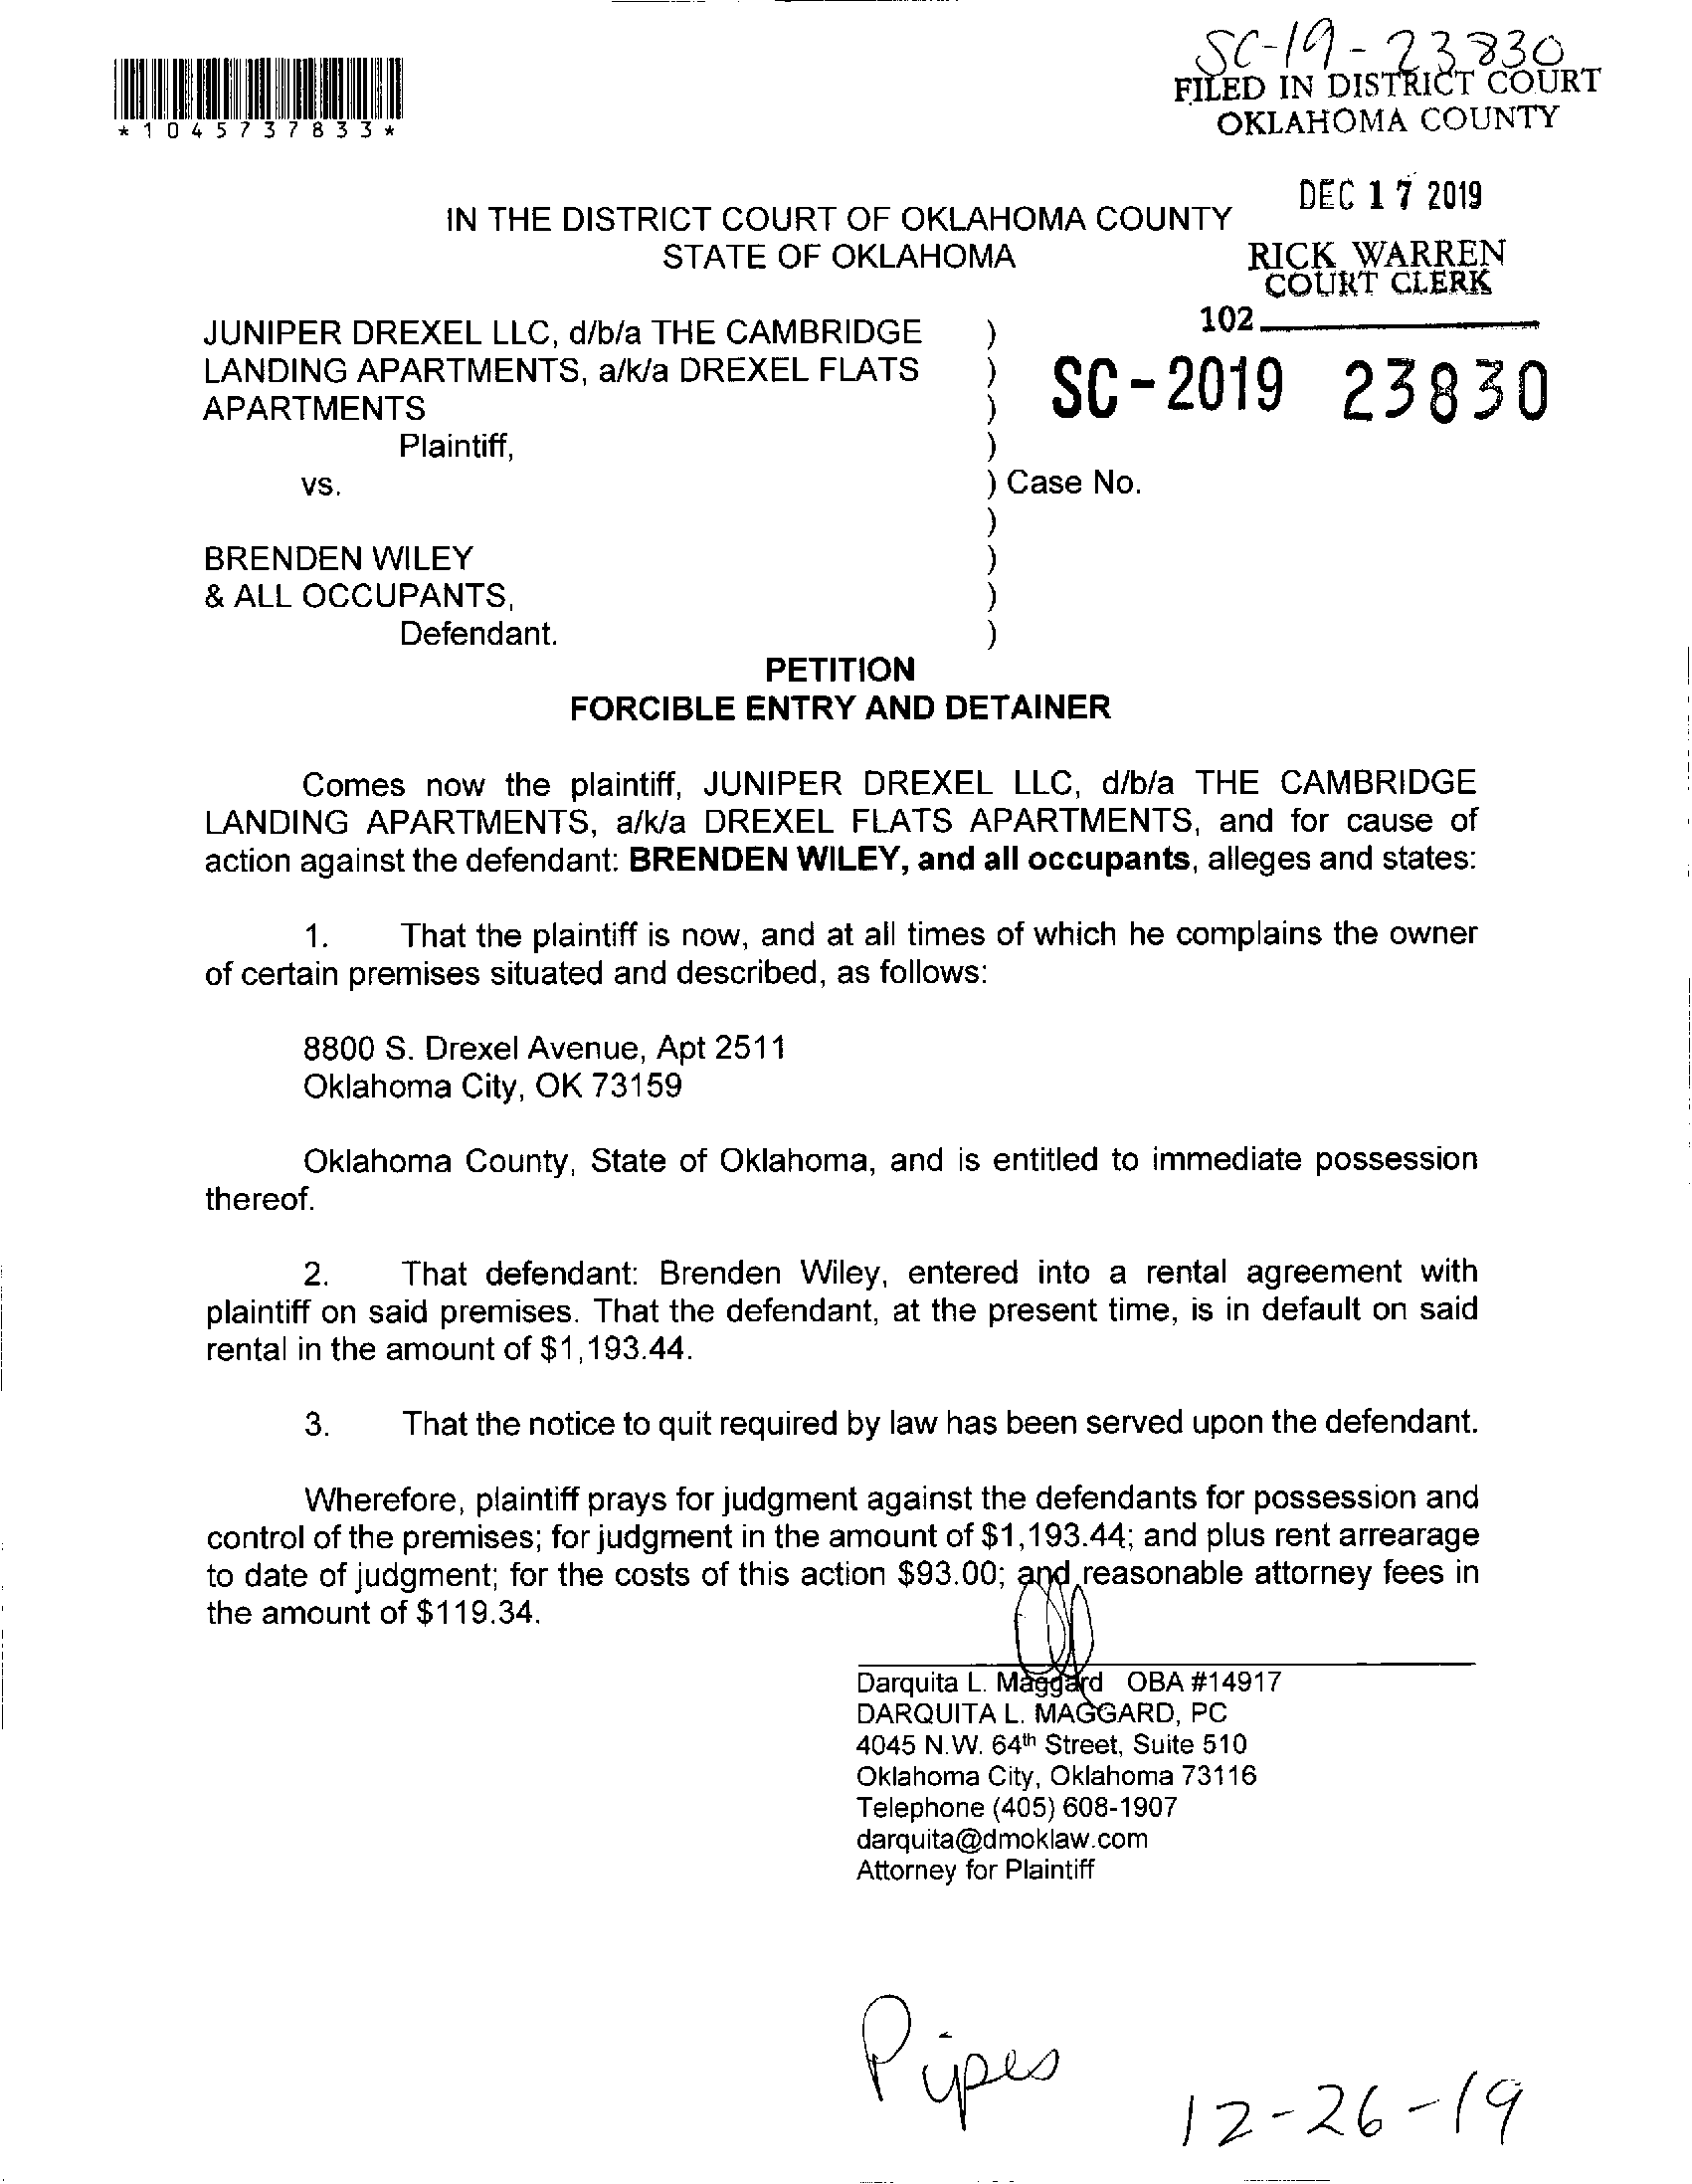 SC-19-23830
FILED IN DISTRICT COURT
OKLAHOMA COUNTY
*1045737833*
DEC 17 2019
IN THE DISTRICT COURT OF OKLAHOMA COUNTY
STATE OF OKLAHOMA
RICK WARREN
COURT CLERK
102
JUNIPER DREXEL LLC, d/b/a THE CAMBRIDGE )
LANDING APARTMENTS, a/k/a DREXEL FLATS )
APARTMENTS )
SC-2019 23830
Plaintiff, )
vs. ) Case No.
)
BRENDEN WILEY )
& ALL OCCUPANTS, )
Defendant. )
PETITION
FORCIBLE ENTRY AND DETAINER
Comes now the plaintiff, JUNIPER DREXEL LLC, d/b/a THE CAMBRIDGE
LANDING APARTMENTS, a/k/a DREXEL FLATS APARTMENTS, and for cause of
action against the defendant: BRENDEN WILEY, and all occupants, alleges and states:
1. That the plaintiff is now, and at all times of which he complains the owner
of certain premises situated and described, as follows:
8800 S. Drexel Avenue, Apt 2511
Oklahoma City, OK 73159
Oklahoma County, State of Oklahoma, and is entitled to immediate possession
thereof.
2. That defendant: Brenden Wiley, entered into a rental agreement with
plaintiff on said premises. That the defendant, at the present time, is in default on said
rental in the amount of $1,193.44.
3. That the notice to quit required by law has been served upon the defendant.
Wherefore, plaintiff prays for judgment against the defendants for possession and
control of the premises; for judgment in the amount of $1,193.44; and plus rent arrearage
to date of judgment; for the costs of this action $93.00; and reasonable attorney fees in
the amount of $119.34.
Darquita L. Maggard OBA #14917
DARQUITA L. MAGGARD, PC
4045 N.W. 64th Street, Suite 510
Oklahoma City, Oklahoma 73116
Telephone (405) 608-1907
darquita@dmoklaw.com
Attorney for Plaintiff
Pipes
12-26-19